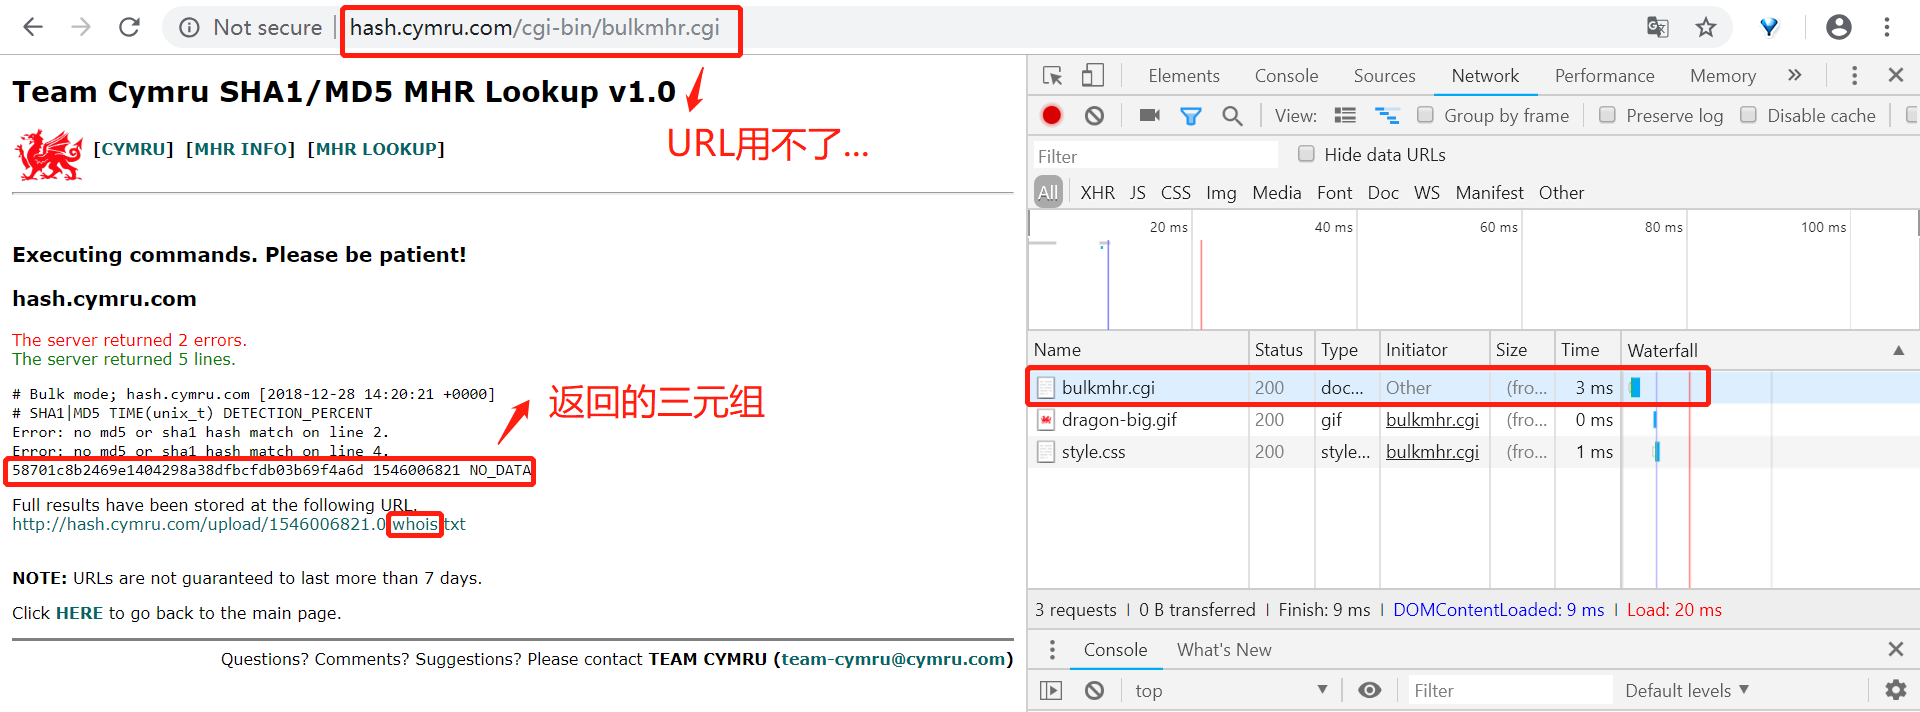 Not secure | hash.cymru.com/cgi-bin/bulkmhr.cgi
Team Cymru SHA1/MD5 MHR Lookup v1.0
URL用不了...
[CYMRU] [MHR INFO] [MHR LOOKUP]
Executing commands. Please be patient!
hash.cymru.com
The server returned 2 errors.
The server returned 5 lines.
返回的三元组
# Bulk mode; hash.cymru.com [2018-12-28 14:20:21 +0000]
# SHA1|MD5 TIME(unix_t) DETECTION_PERCENT
Error: no md5 or sha1 hash match on line 2.
Error: no md5 or sha1 hash match on line 4.
58701c8b2469e1404298a38dfbcfdb03b69f4a6d 1546006821 NO_DATA
Full results have been stored at the following URL.
http://hash.cymru.com/upload/1546006821.0.whois.txt
NOTE: URLs are not guaranteed to last more than 7 days.
Click HERE to go back to the main page.
Questions? Comments? Suggestions? Please contact TEAM CYMRU (team-cymru@cymru.com)
Elements Console Sources Network Performance Memory »
View: Group by frame Preserve log Disable cache
Filter Hide data URLs
All XHR JS CSS Img Media Font Doc WS Manifest Other
20 ms 40 ms 60 ms 80 ms 100 ms
Name Status Type Initiator Size Time Waterfall
bulkmhr.cgi 200 doc... Other (fro... 3 ms
dragon-big.gif 200 gif bulkmhr.cgi (fro... 0 ms
style.css 200 style... bulkmhr.cgi (fro... 1 ms
3 requests | 0 B transferred | Finish: 9 ms | DOMContentLoaded: 9 ms | Load: 20 ms
Console What's New
top Filter Default levels